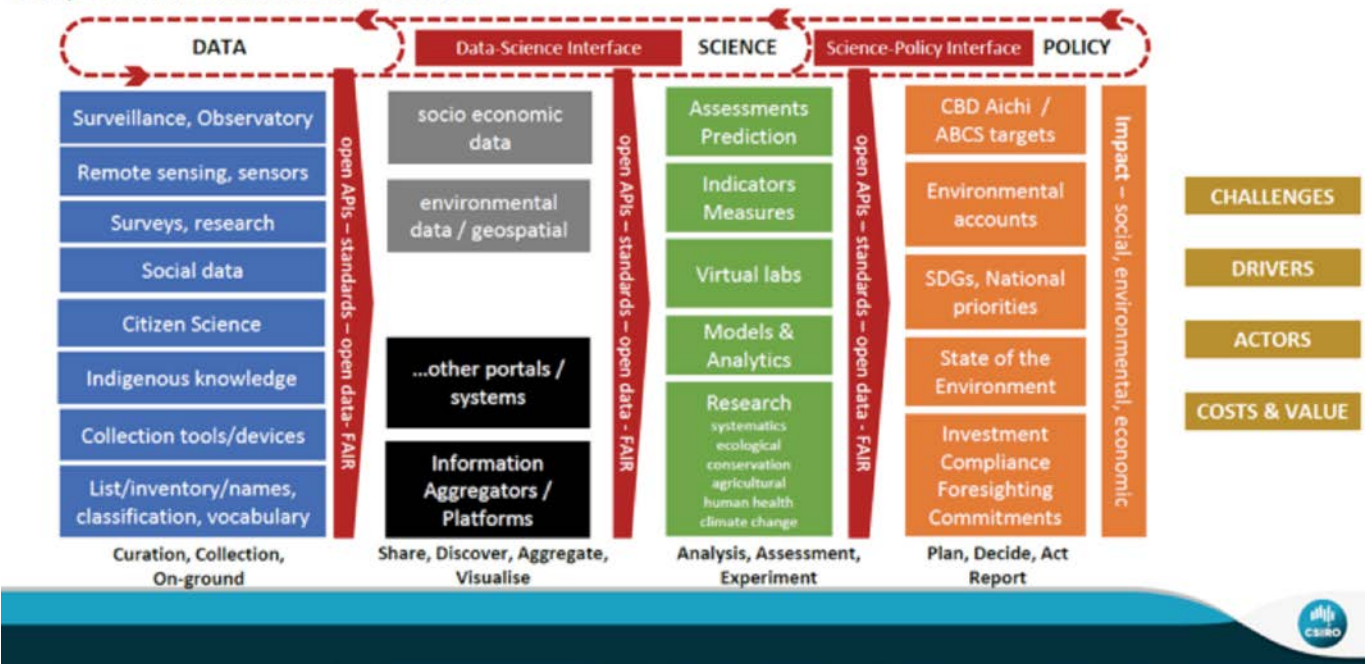 DATA
Data-Science Interface
SCIENCE
Science-Policy Interface
POLICY
Surveillance, Observatory
Remote sensing, sensors
Surveys, research
Social data
Citizen Science
Indigenous knowledge
Collection tools/devices
List/inventory/names,
classification, vocabulary
Curation, Collection,
On-ground
open APIs – standards – open data- FAIR
socio economic
data
environmental
data / geospatial
...other portals /
systems
Information
Aggregators /
Platforms
Share, Discover, Aggregate,
Visualise
open APIs – standards – open data - FAIR
Assessments
Prediction
Indicators
Measures
Virtual labs
Models &
Analytics
Research
systematics
ecological
conservation
agricultural
human health
climate change
Analysis, Assessment,
Experiment
open APIs – standards – open data - FAIR
CBD Aichi /
ABCS targets
Environmental
accounts
SDGs, National
priorities
State of the
Environment
Investment
Compliance
Foresighting
Commitments
Plan, Decide, Act
Report
Impact – social, environmental, economic
CHALLENGES
DRIVERS
ACTORS
COSTS & VALUE
CSIRO